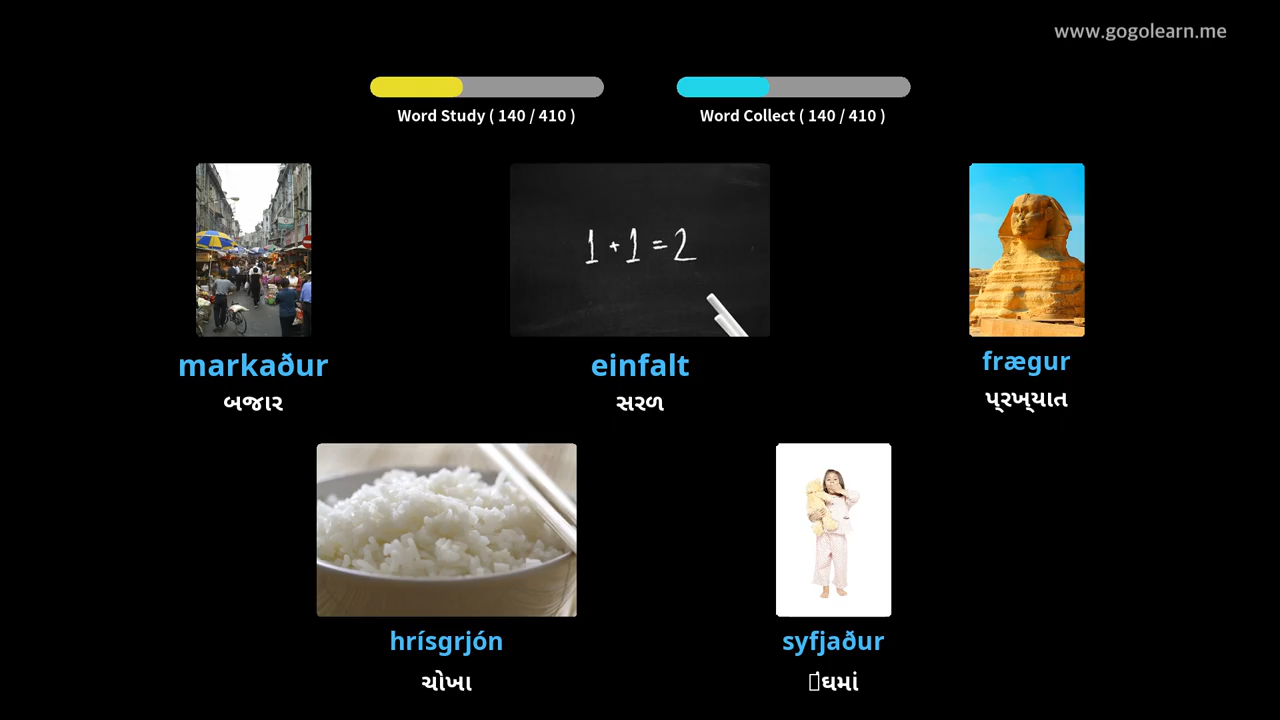 www.gogolearn.me
Word Study ( 140 / 410 )
Word Collect ( 140 / 410 )
1 + 1 = 2
markaður
einfalt
frægur
બજાર
સરળ
પ્રખ્યાત
hrísgrjón
syfjaður
ચોખા